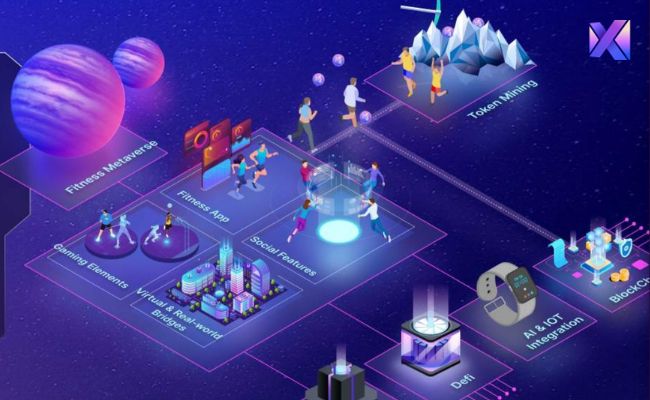 Token Mining
Fitness Metaverse
Fitness App
Social Features
Gaming Elements
Virtual & Real-world
Bridges
BlockCh
AI & IOT
Integration
Defi